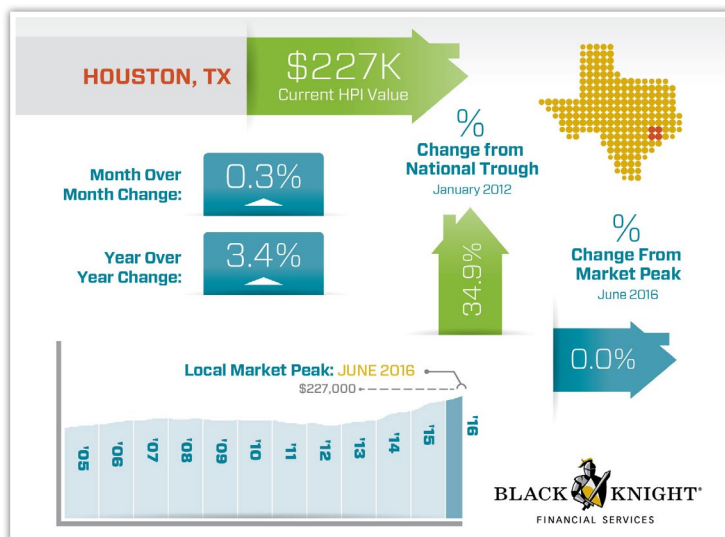 HOUSTON, TX
$227K
Current HPI Value
Month Over
Month Change:
0.3%
Year Over
Year Change:
3.4%
%
Change from
National Trough
January 2012
34.9%
%
Change From
Market Peak
June 2016
0.0%
Local Market Peak: JUNE 2016
$227,000
'05
'06
'07
'08
'09
'10
'11
'12
'13
'14
'15
'16
BLACK KNIGHT®
FINANCIAL SERVICES